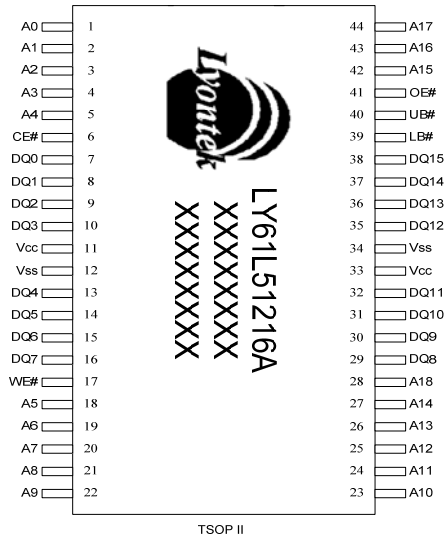 A0 1 44 A17
A1 2 43 A16
A2 3 42 A15
A3 4 41 OE#
A4 5 40 UB#
CE# 6 39 LB#
DQ0 7 38 DQ15
DQ1 8 37 DQ14
DQ2 9 36 DQ13
DQ3 10 35 DQ12
Vcc 11 34 Vss
Vss 12 33 Vcc
DQ4 13 32 DQ11
DQ5 14 31 DQ10
DQ6 15 30 DQ9
DQ7 16 29 DQ8
WE# 17 28 A18
A5 18 27 A14
A6 19 26 A13
A7 20 25 A12
A8 21 24 A11
A9 22 23 A10
Lyontek
LY61L51216A
XXXXXXXX
XXXXXXXX
TSOP II